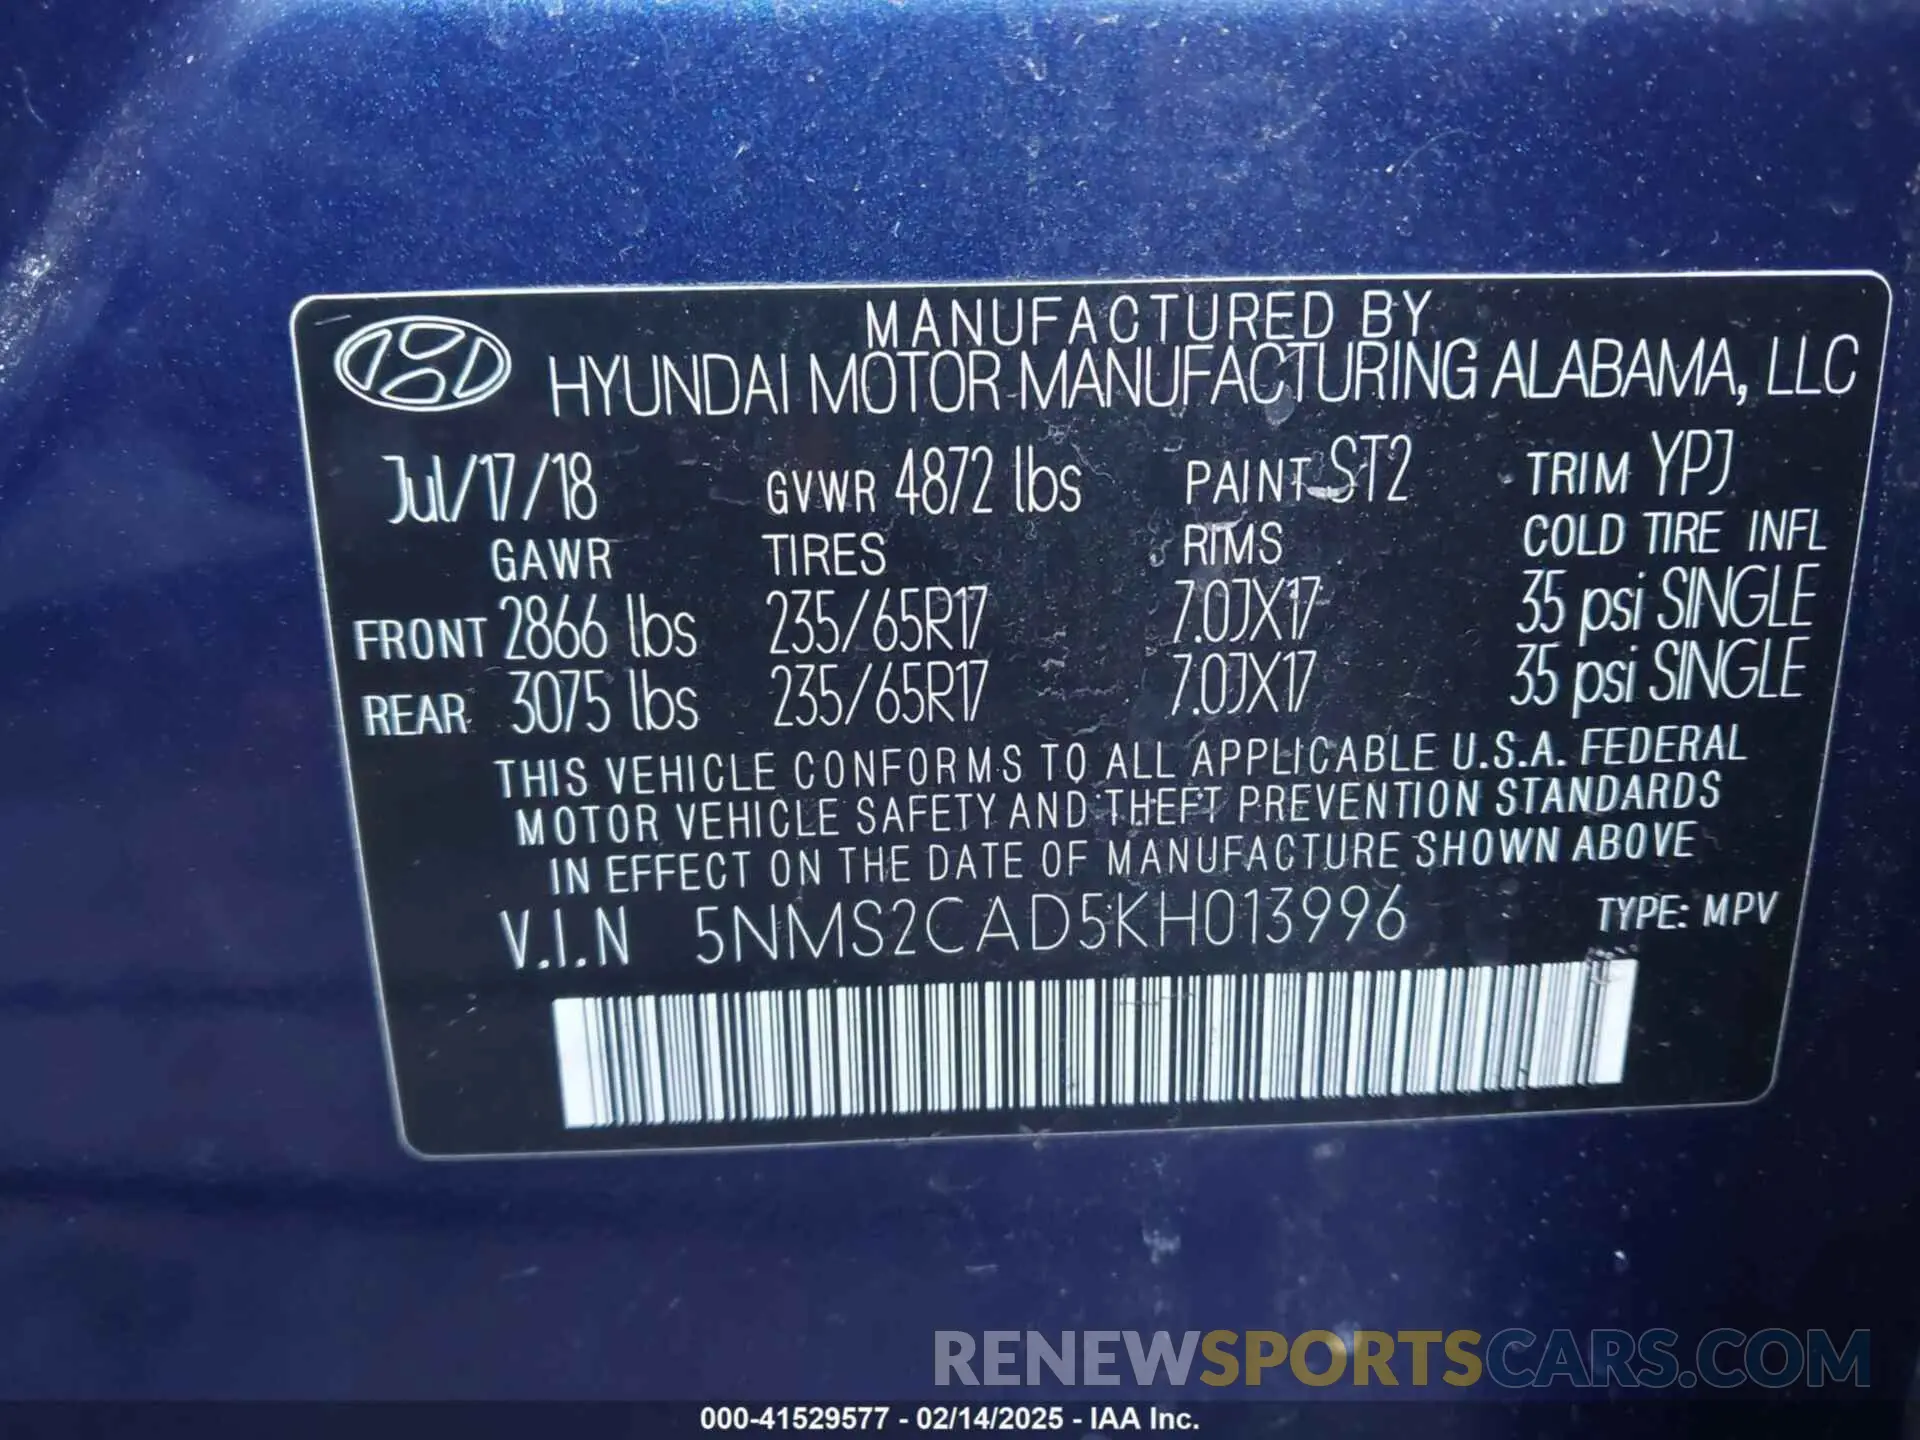 MANUFACTURED BY
HYUNDAI MOTOR MANUFACTURING ALABAMA, LLC
Jul/17/18 GVWR 4872 lbs PAINT ST2 TRIM YPJ
GAWR TIRES RIMS COLD TIRE INFL
FRONT 2866 lbs 235/65R17 7.0JX17 35 psi SINGLE
REAR 3075 lbs 235/65R17 7.0JX17 35 psi SINGLE
THIS VEHICLE CONFORMS TO ALL APPLICABLE U.S.A. FEDERAL
MOTOR VEHICLE SAFETY AND THEFT PREVENTION STANDARDS
IN EFFECT ON THE DATE OF MANUFACTURE SHOWN ABOVE
V.I.N 5NMS2CAD5KH013996 TYPE: MPV
RENEWSPORTSCARS.COM
000-41529577 - 02/14/2025 - IAA Inc.